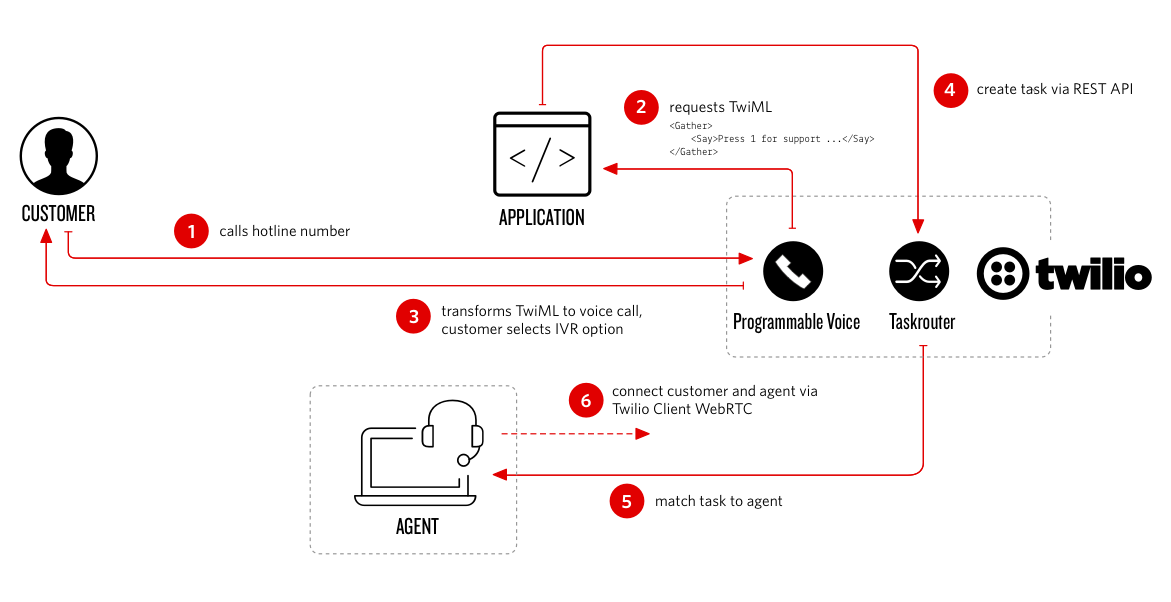 4
create task via REST API
2
requests TwiML
<Gather>
<Say>Press 1 for support ...</Say>
</Gather>
CUSTOMER
APPLICATION
1
calls hotline number
twilio
3
transforms TwiML to voice call,
customer selects IVR option
Programmable Voice
Taskrouter
6
connect customer and agent via
Twilio Client WebRTC
5
match task to agent
AGENT